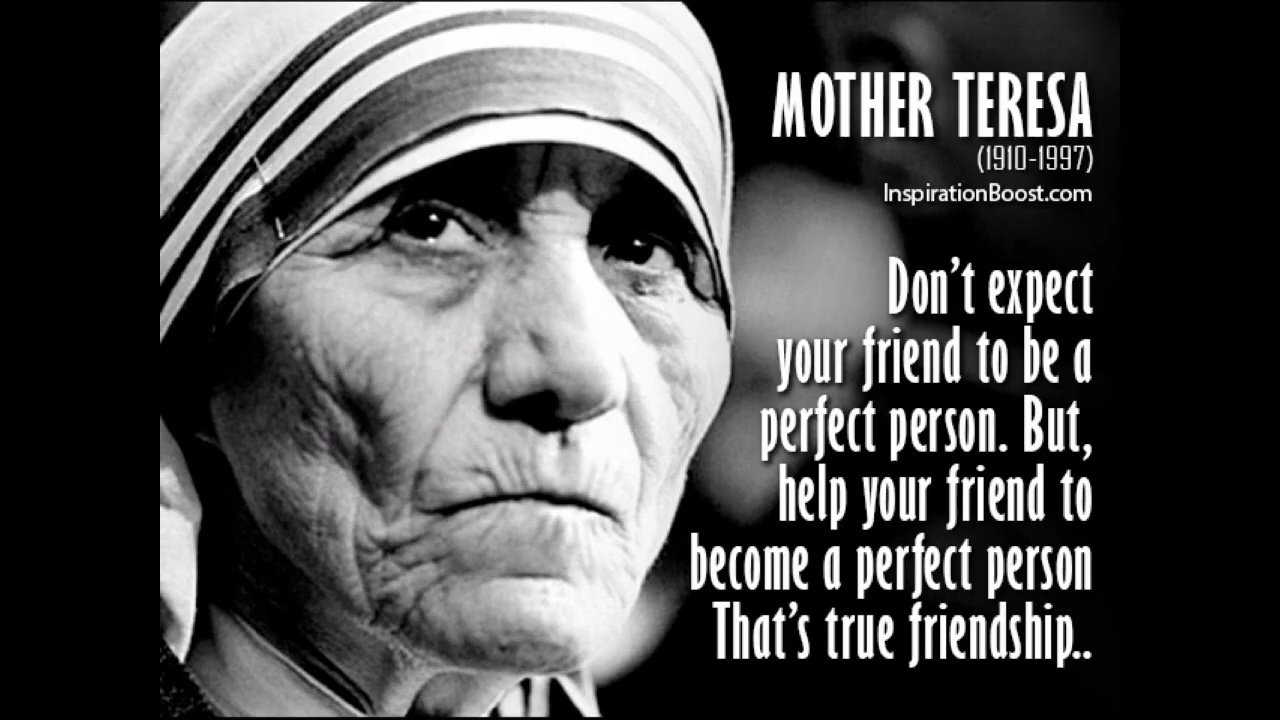 MOTHER TERESA
(1910-1997)
InspirationBoost.com
Don't expect
your friend to be a
perfect person. But,
help your friend to
become a perfect person
That's true friendship..